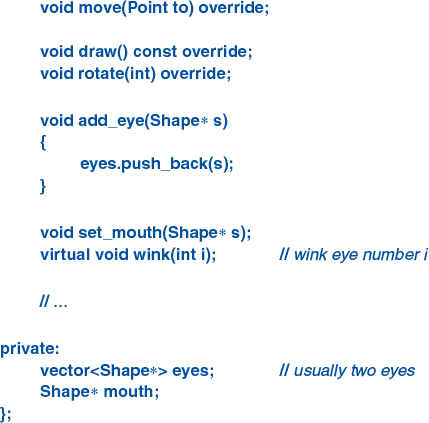 void move(Point to) override;
void draw() const override;
void rotate(int) override;
void add_eye(Shape* s)
{
eyes.push_back(s);
}
void set_mouth(Shape* s);
virtual void wink(int i); // wink eye number i
// ...
private:
vector<Shape*> eyes; // usually two eyes
Shape* mouth;
};